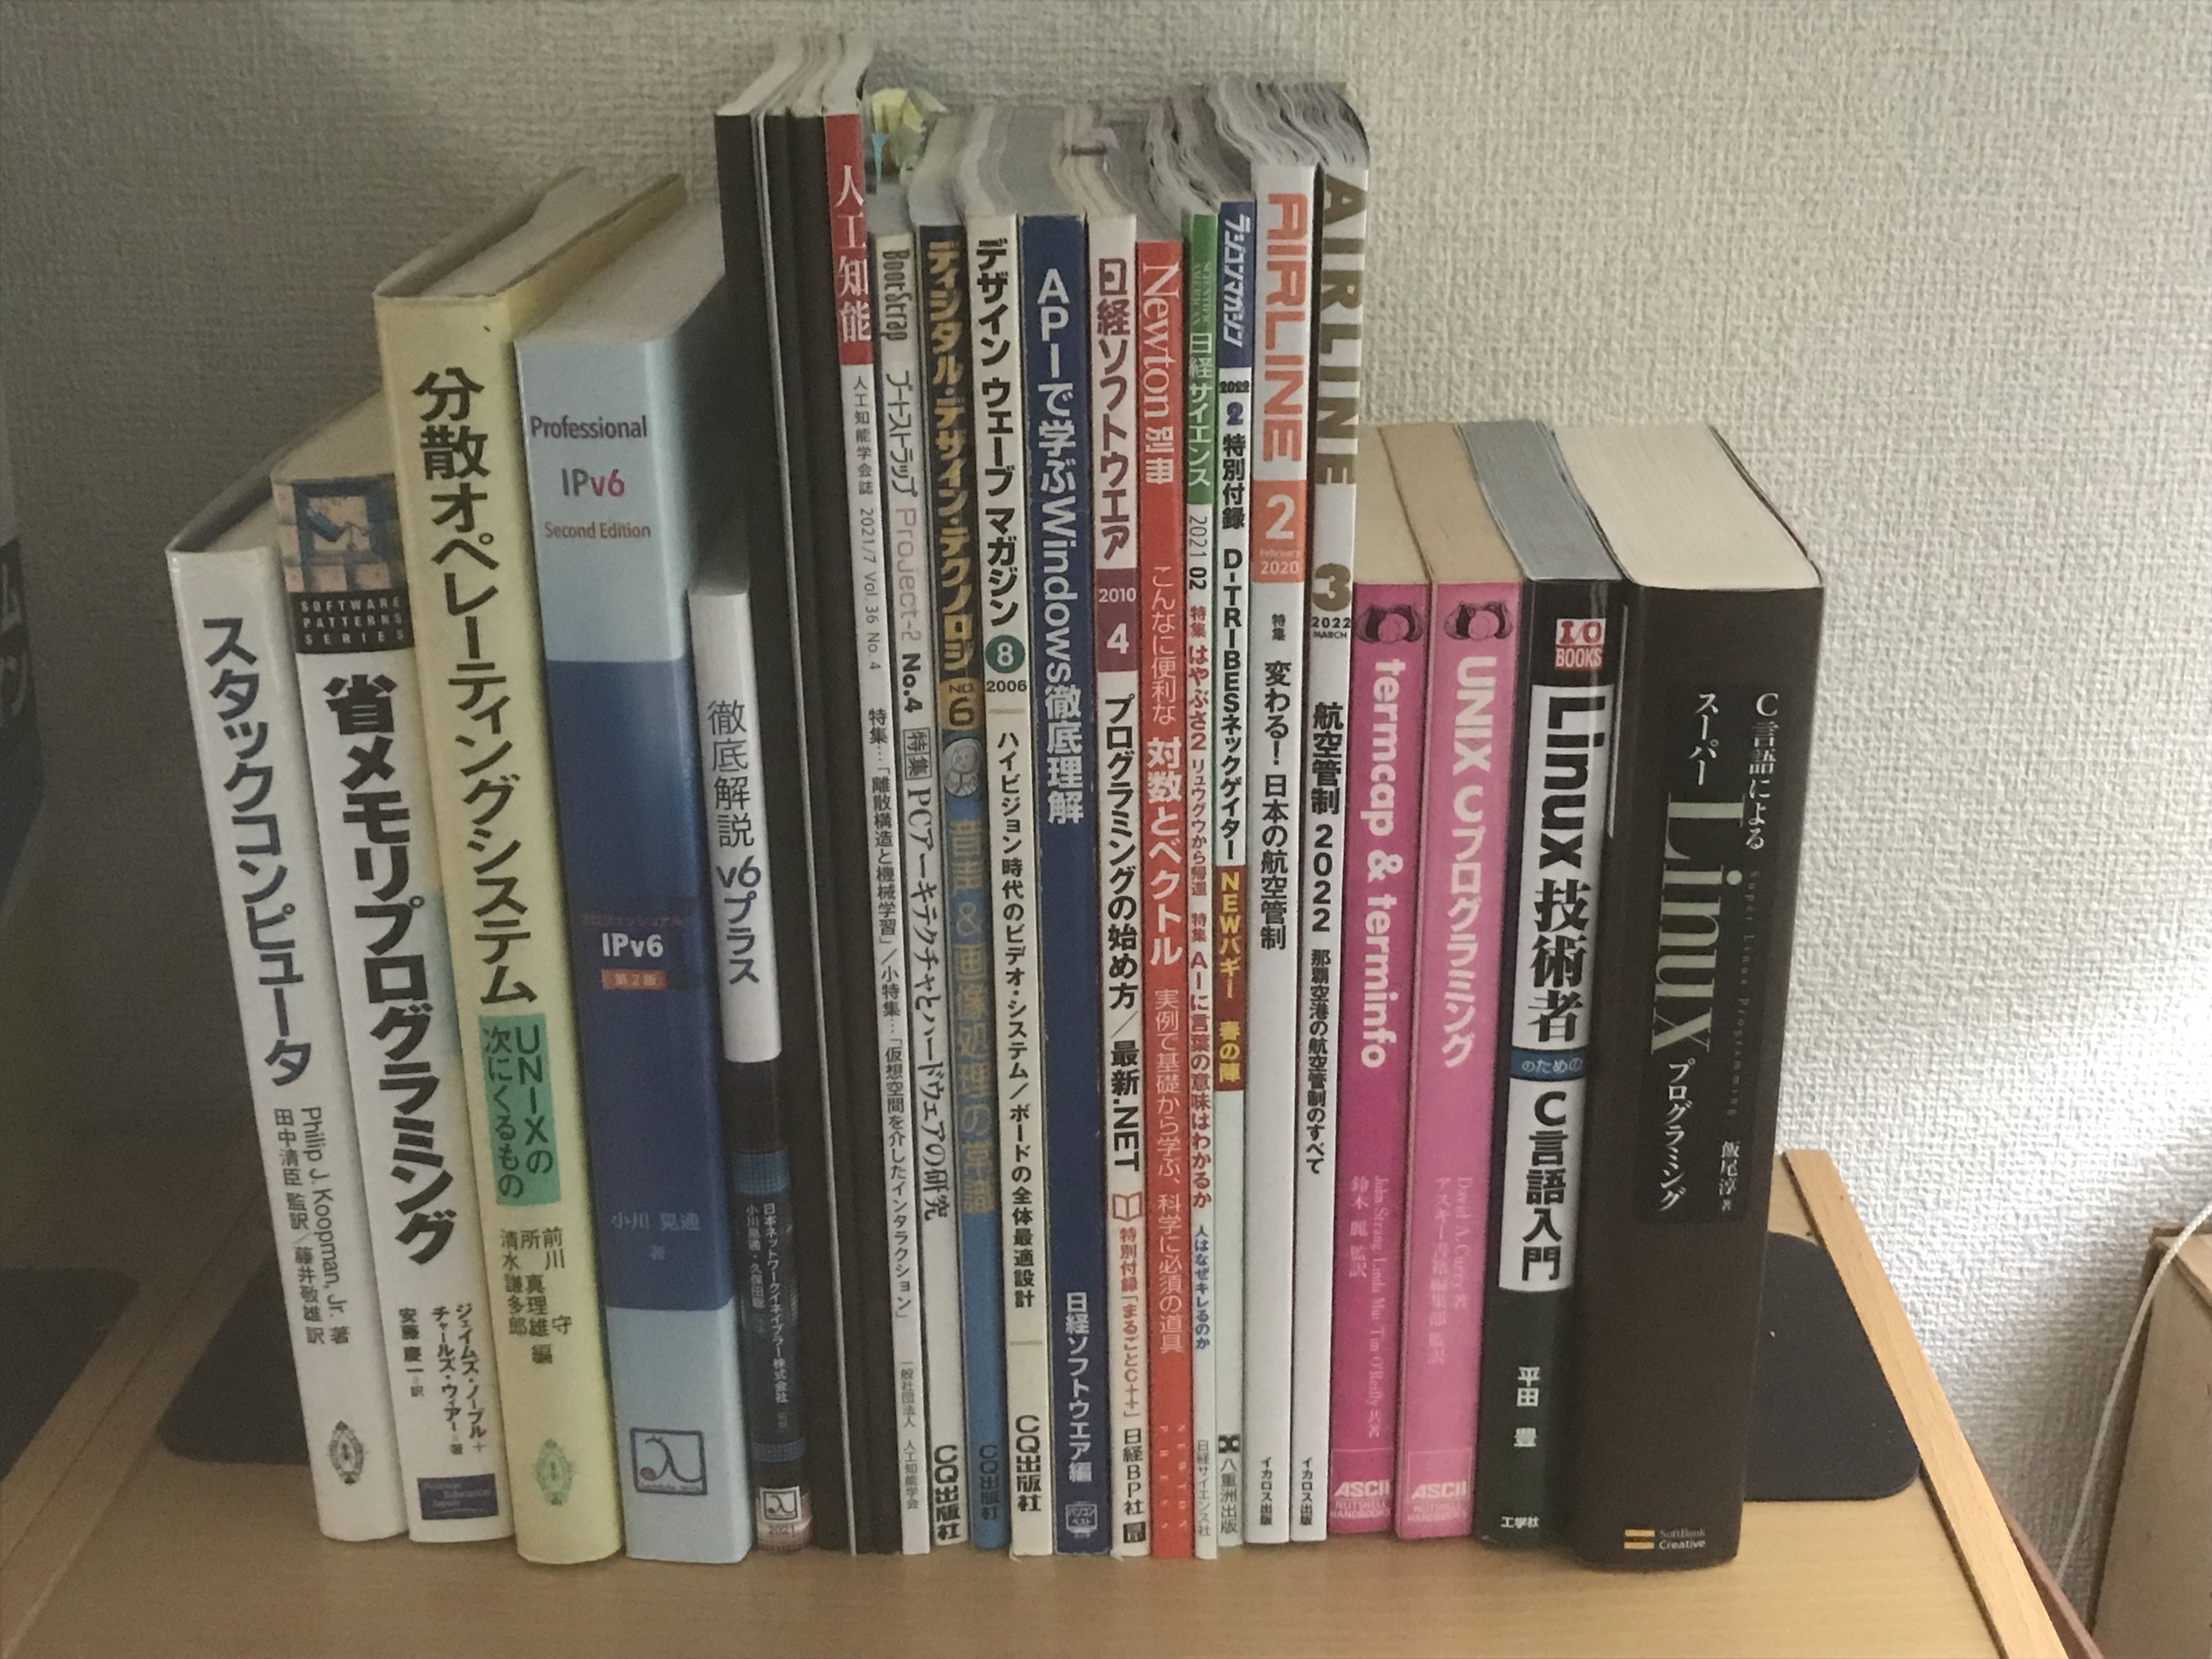 スタックコンピュータ
Philip J. Koopman, Jr. 著
田中清臣 監訳／藤井敬雄 訳
SOFTWARE
PATTERNS
SERIES
省メモリプログラミング
ジェイムズ・ノーブル＋
チャールズ・ウィアー=著
安藤慶一=訳
Pearson
Education
Japan
分散オペレーティングシステム
UNIXの
次にくるもの
前川 守
所 真理雄
清水 謙多郎
編
Professional
IPv6
Second Edition
プロフェッショナル
IPv6
第2版
小川 晃通
著
徹底解説
v6プラス
日本ネットワークイネイブラー株式会社
小川晃通・久保田聡
2021
人工知能
人工知能学会誌 2021/7 Vol. 36 No. 4
特集…「離散構造と機械学習」／小特集…「仮想空間を介したインタラクション」
一般社団法人 人工知能学会
BootStrap
ブートストラップ Project-2 No.4
特集 PCアーキテクチャとハードウェアの研究
CQ出版社
ディジタル・デザイン・テクノロジ
No.6
音声&画像処理の常識
CQ出版社
デザイン ウェーブ マガジン
8
2006
ハイビジョン時代のビデオ・システム／ボードの全体最適設計
CQ出版社
APIで学ぶWindows徹底理解
日経ソフトウエア編
日経ソフトウエア
2010
4
プログラミングの始め方／最新.NET
特別付録「まるごとC++」
日経BP社
Newton 別冊
こんなに便利な 対数とベクトル 実例で基礎から学ぶ、科学に必須の道具
NEWTON PRESS
日経サイエンス
2021 02
特集 はやぶさ2 リュウグウから帰還 特集 AIに言葉の意味はわかるか 人はなぜキレるのか
日経サイエンス社
ラジコンマガジン
2022
2
特別付録 D-TRIBESネックゲイター
NEWバギー 春の陣
八重洲出版
AIRLINE
2
February
2020
特集 変わる！日本の航空管制
イカロス出版
AIRLINE
3
2022
MARCH
航空管制 2022 那覇空港の航空管制のすべて
イカロス出版
termcap & terminfo
John Strang Linda Mui Tim O'Reilly 共著
鈴木 麗 監訳
ASCII
NUTSHELL
HANDBOOKS
UNIX Cプログラミング
David A. Curry 著
アスキー書籍編集部 監訳
ASCII
NUTSHELL
HANDBOOKS
I/O
BOOKS
Linux技術者
のための
C言語入門
平田 豊
工学社
C言語による
スーパー
Linux
プログラミング
Super Linux Programming
飯尾淳 著
SoftBank
Creative